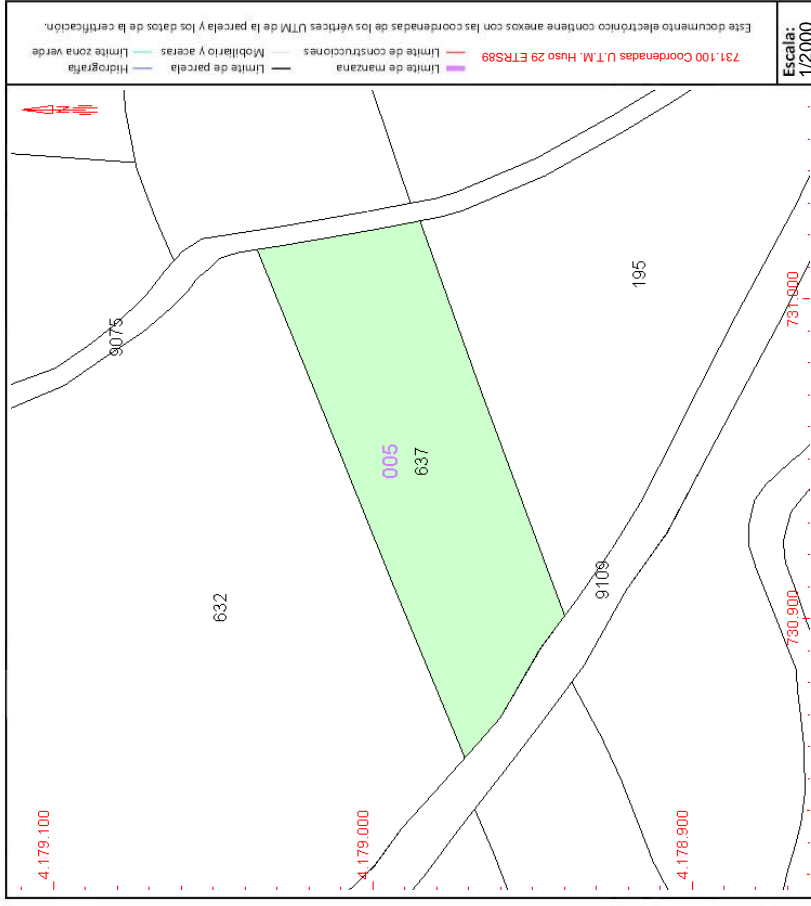 Este documento electrónico contiene anexos con las coordenadas de los vértices UTM de la parcela y los datos de la certificación.
731.100 Coordenadas U.T.M. Huso 29 ETRS89
Límite de manzana
Límite de parcela
Hidrografía
Límite de construcciones
Mobiliario y aceras
Límite zona verde
Escala:
1/2000
N
4.179.100
4.179.000
4.178.900
9075
632
005
637
195
9109
731.000
730.900